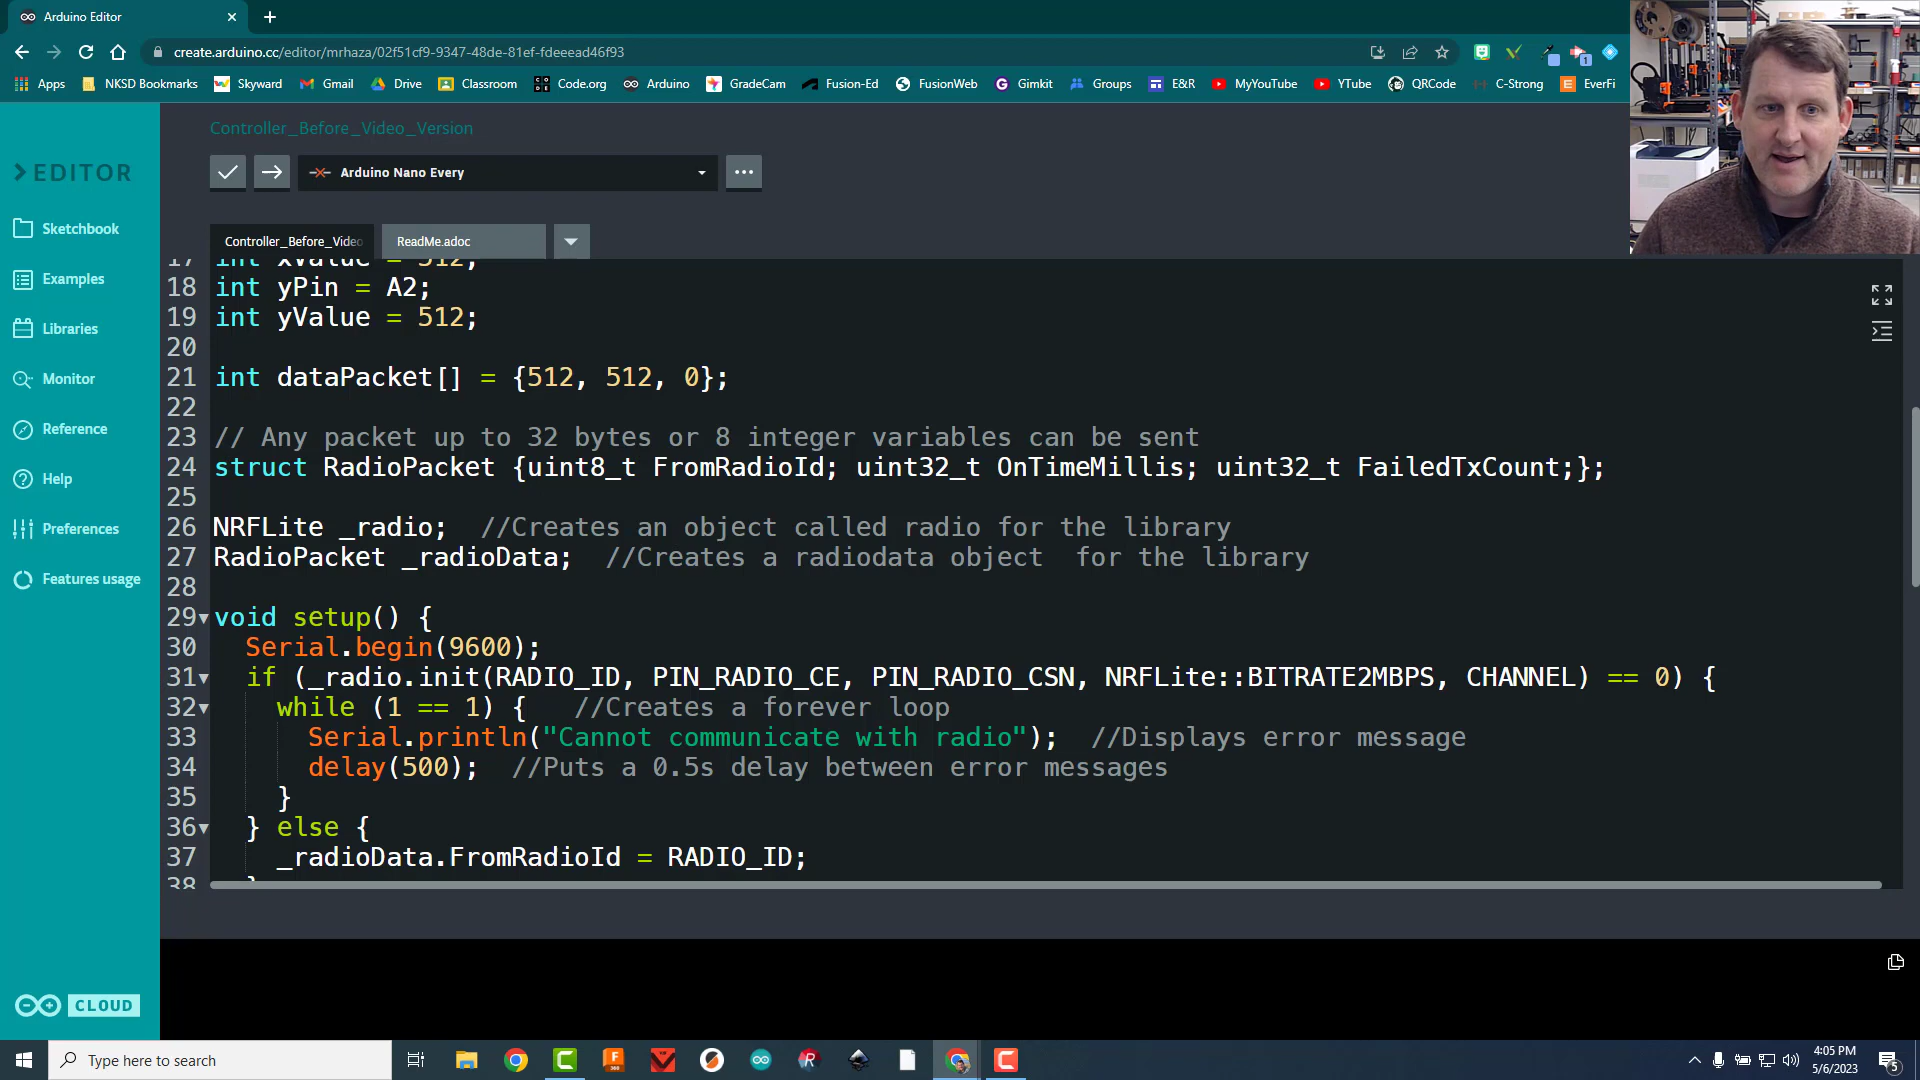 Arduino Editor
create.arduino.cc/editor/mrhaza/02f51cf9-9347-48de-81ef-fdeeead46f93
1
Apps NKSD Bookmarks Skyward Gmail Drive Classroom Code.org Arduino GradeCam Fusion-Ed FusionWeb Gimkit Groups E&R MyYouTube YTube QRCode C-Strong EverFi
Controller_Before_Video_Version
EDITOR
Arduino Nano Every
Sketchbook
Controller_Before_Video ReadMe.adoc
17 int xValue = 512;
18 int yPin = A2;
Examples
19 int yValue = 512;
Libraries
20
21 int dataPacket[] = {512, 512, 0};
Monitor
22
Reference
23 // Any packet up to 32 bytes or 8 integer variables can be sent
24 struct RadioPacket {uint8_t FromRadioId; uint32_t OnTimeMillis; uint32_t FailedTxCount;};
Help
25
26 NRFLite _radio;  //Creates an object called radio for the library
Preferences
27 RadioPacket _radioData;  //Creates a radiodata object  for the library
Features usage
28
29 void setup() {
30   Serial.begin(9600);
31   if (_radio.init(RADIO_ID, PIN_RADIO_CE, PIN_RADIO_CSN, NRFLite::BITRATE2MBPS, CHANNEL) == 0) {
32     while (1 == 1) {   //Creates a forever loop
33       Serial.println("Cannot communicate with radio");  //Displays error message
34       delay(500);  //Puts a 0.5s delay between error messages
35     }
36   } else {
37     _radioData.FromRadioId = RADIO_ID;
38   }
CLOUD
Type here to search
4:05 PM
5/6/2023
5